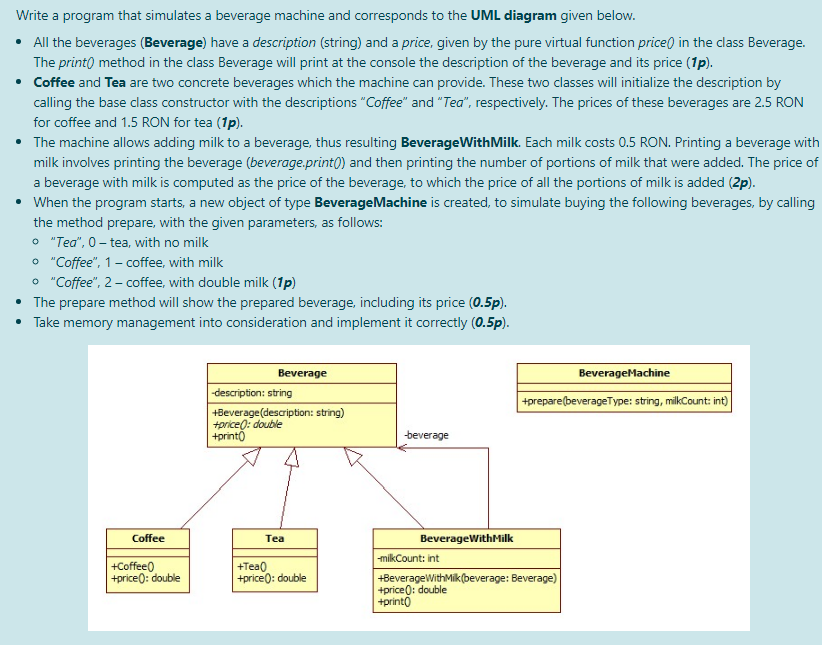 Write a program that simulates a beverage machine and corresponds to the UML diagram given below.
• All the beverages (Beverage) have a description (string) and a price, given by the pure virtual function price() in the class Beverage.
The print() method in the class Beverage will print at the console the description of the beverage and its price (1p).
• Coffee and Tea are two concrete beverages which the machine can provide. These two classes will initialize the description by
calling the base class constructor with the descriptions "Coffee" and "Tea", respectively. The prices of these beverages are 2.5 RON
for coffee and 1.5 RON for tea (1p).
• The machine allows adding milk to a beverage, thus resulting BeverageWithMilk. Each milk costs 0.5 RON. Printing a beverage with
milk involves printing the beverage (beverage.print()) and then printing the number of portions of milk that were added. The price of
a beverage with milk is computed as the price of the beverage, to which the price of all the portions of milk is added (2p).
• When the program starts, a new object of type BeverageMachine is created, to simulate buying the following beverages, by calling
the method prepare, with the given parameters, as follows:
o "Tea", 0 – tea, with no milk
o "Coffee", 1 – coffee, with milk
o "Coffee", 2 – coffee, with double milk (1p)
• The prepare method will show the prepared beverage, including its price (0.5p).
• Take memory management into consideration and implement it correctly (0.5p).
Beverage
-description: string
+Beverage(description: string)
+price(): double
+print()
BeverageMachine
+prepare(beverageType: string, milkCount: int)
-beverage
Coffee
+Coffee()
+price(): double
Tea
+Tea()
+price(): double
BeverageWithMilk
-milkCount: int
+BeverageWithMilk(beverage: Beverage)
+price(): double
+print()